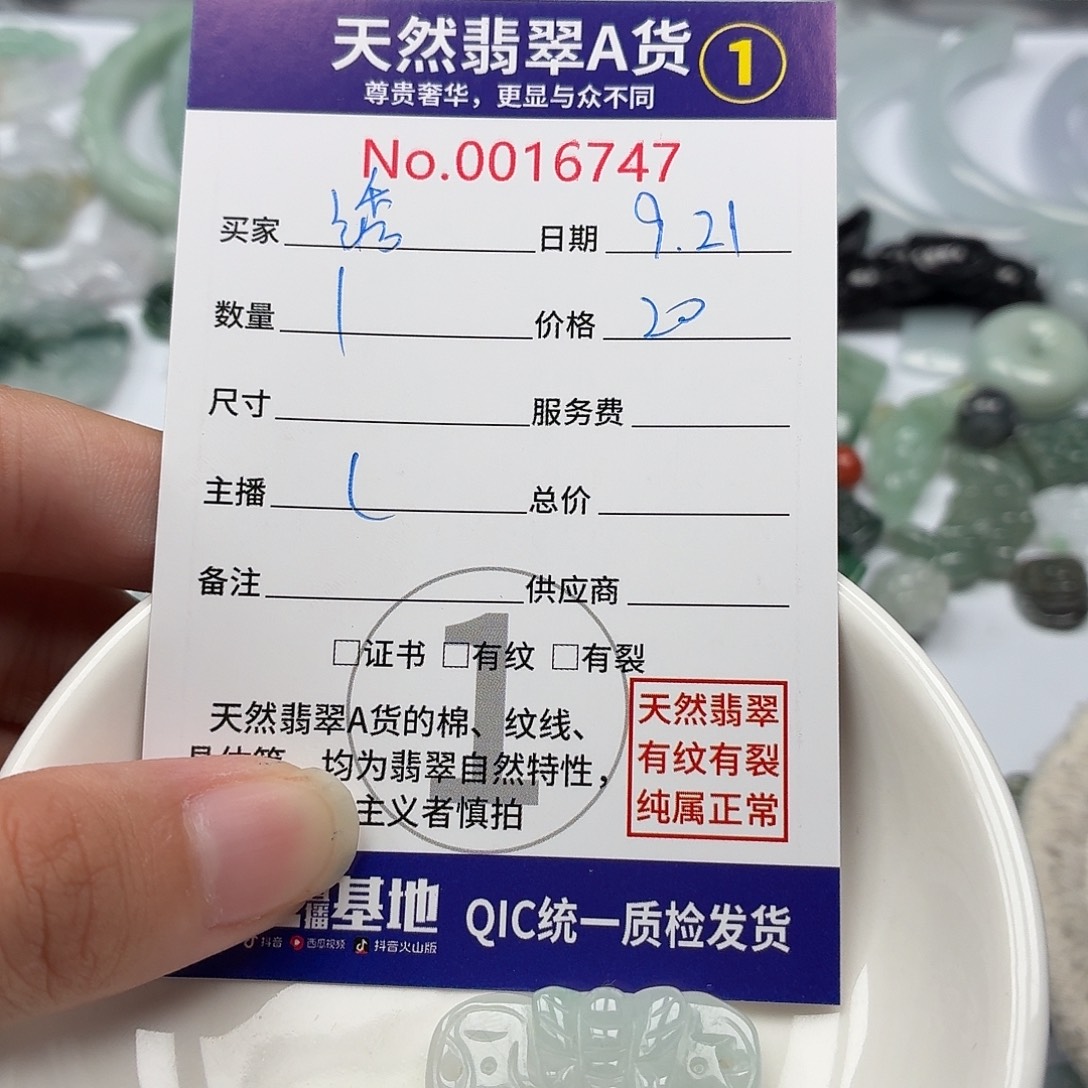 天然翡翠A货 1
尊贵奢华，更显与众不同
No.0016747
买家 绣 日期 9.21
数量 1 价格 20
尺寸 服务费
主播 L 总价
备注 供应商
1
□证书 □有纹 □有裂
天然翡翠A货的棉、纹线、
均为翡翠自然特性，
主义者慎拍
天然翡翠
有纹有裂
纯属正常
播基地 QIC统一质检发货
抖音 西瓜视频 抖音火山版